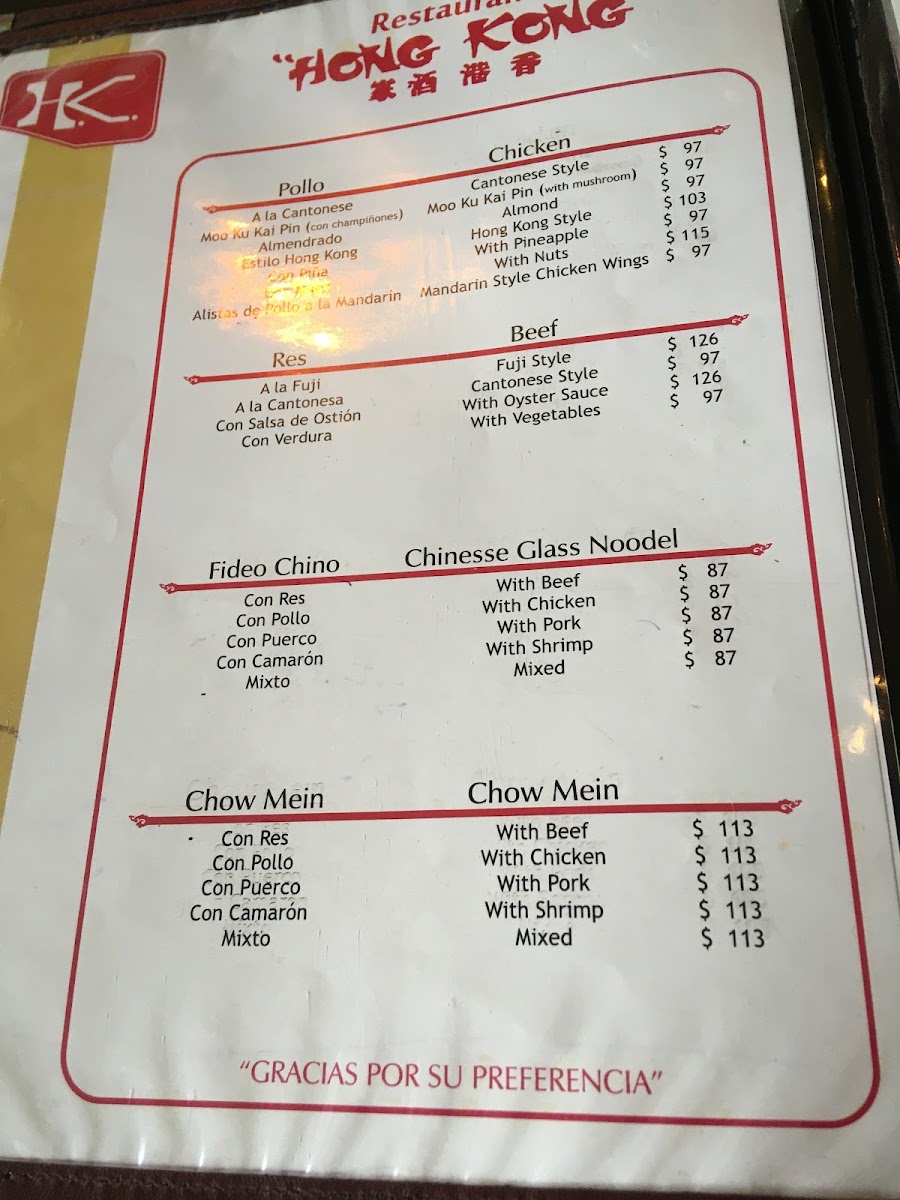 Restauran
"HONG KONG
家酒港香
H.K.
Pollo Chicken
A la Cantonese Cantonese Style $ 97
Moo Ku Kai Pin (con champiñones) Moo Ku Kai Pin (with mushroom) $ 97
Almendrado Almond $ 97
Estilo Hong Kong Hong Kong Style $ 103
Con Piña With Pineapple $ 97
With Nuts $ 115
Alistas de Pollo a la Mandarin Mandarin Style Chicken Wings $ 97
Res Beef
A la Fuji Fuji Style $ 126
A la Cantonesa Cantonese Style $ 97
Con Salsa de Ostión With Oyster Sauce $ 126
Con Verdura With Vegetables $ 97
Fideo Chino Chinesse Glass Noodel
Con Res With Beef $ 87
Con Pollo With Chicken $ 87
Con Puerco With Pork $ 87
Con Camarón With Shrimp $ 87
Mixto Mixed $ 87
Chow Mein Chow Mein
Con Res With Beef $ 113
Con Pollo With Chicken $ 113
Con Puerco With Pork $ 113
Con Camarón With Shrimp $ 113
Mixto Mixed $ 113
"GRACIAS POR SU PREFERENCIA"